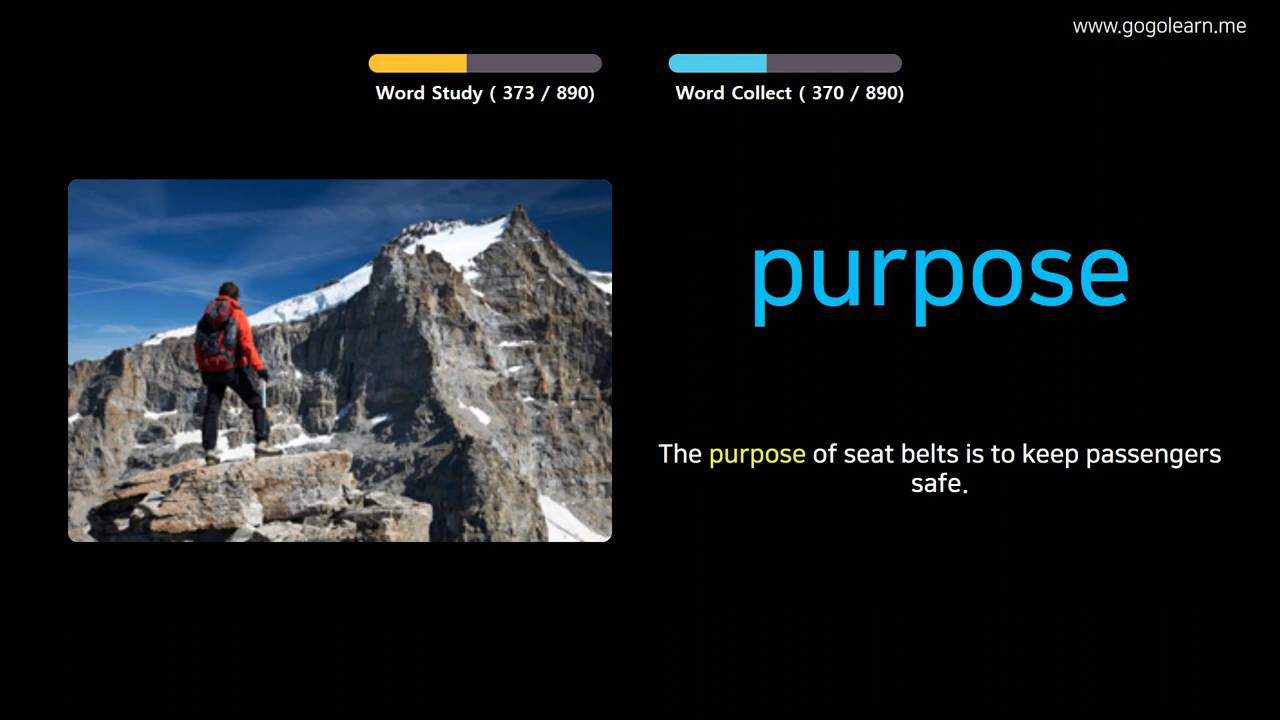 www.gogolearn.me
Word Study ( 373 / 890)
Word Collect ( 370 / 890)
purpose
The purpose of seat belts is to keep passengers
safe.